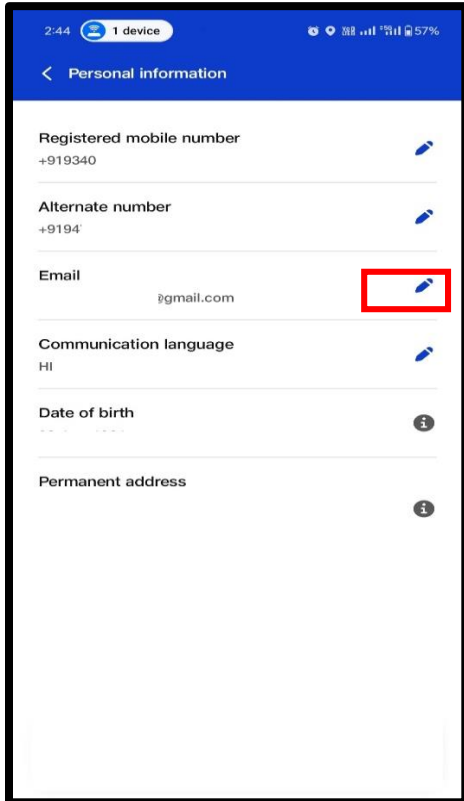 2:44 1 device 57%
Personal information
Registered mobile number
+919340
Alternate number
+9194
Email
@gmail.com
Communication language
HI
Date of birth
Permanent address